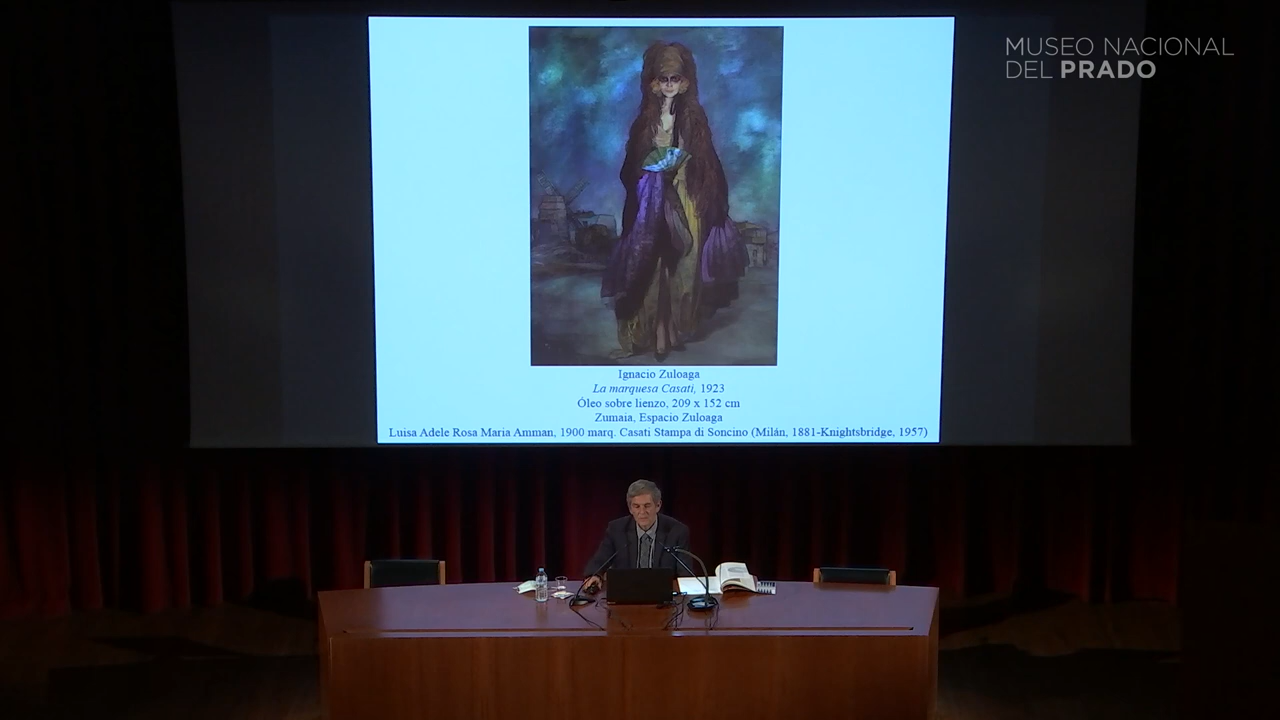 MUSEO NACIONAL
DEL PRADO
Ignacio Zuloaga
La marquesa Casati, 1923
Óleo sobre lienzo, 209 x 152 cm
Zumaia, Espacio Zuloaga
Luisa Adele Rosa Maria Amman, 1900 marq. Casati Stampa di Soncino (Milán, 1881-Knightsbridge, 1957)